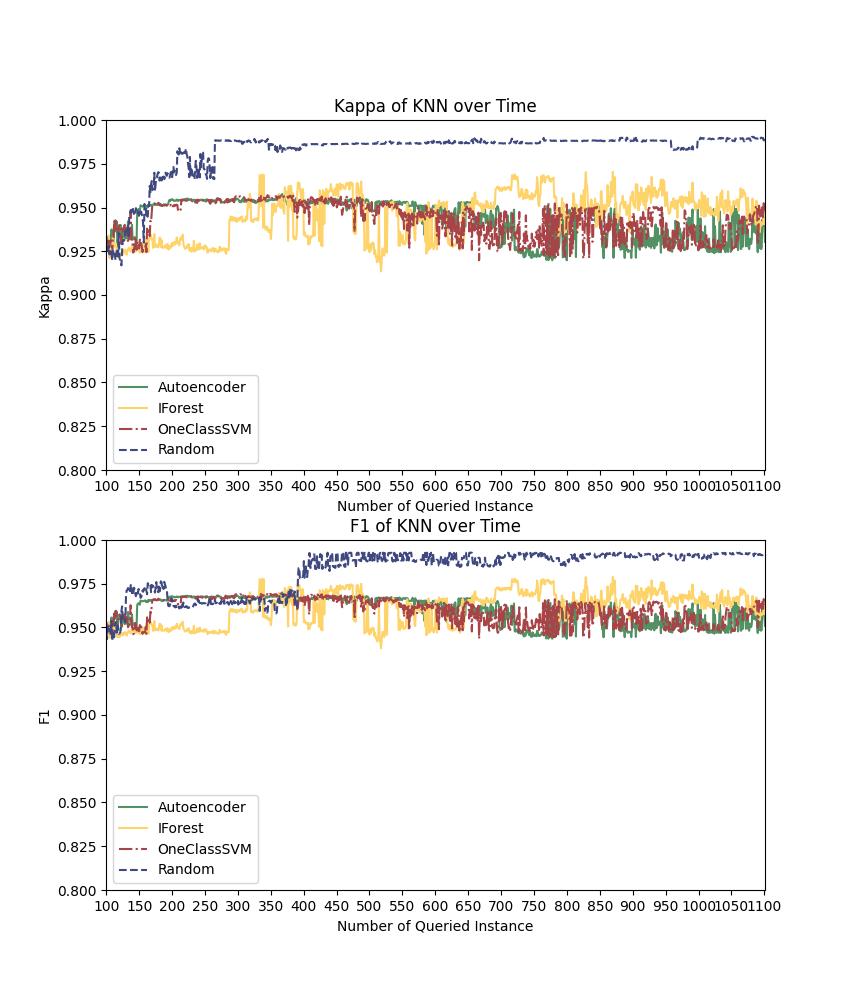 Kappa of KNN over Time
1.000
0.975
0.950
0.925
0.900
0.875
0.850
0.825
0.800
Kappa
Autoencoder
IForest
OneClassSVM
Random
100 150 200 250 300 350 400 450 500 550 600 650 700 750 800 850 900 950 1000 1050 1100
Number of Queried Instance
F1 of KNN over Time
1.000
0.975
0.950
0.925
0.900
0.875
0.850
0.825
0.800
F1
Autoencoder
IForest
OneClassSVM
Random
100 150 200 250 300 350 400 450 500 550 600 650 700 750 800 850 900 950 1000 1050 1100
Number of Queried Instance